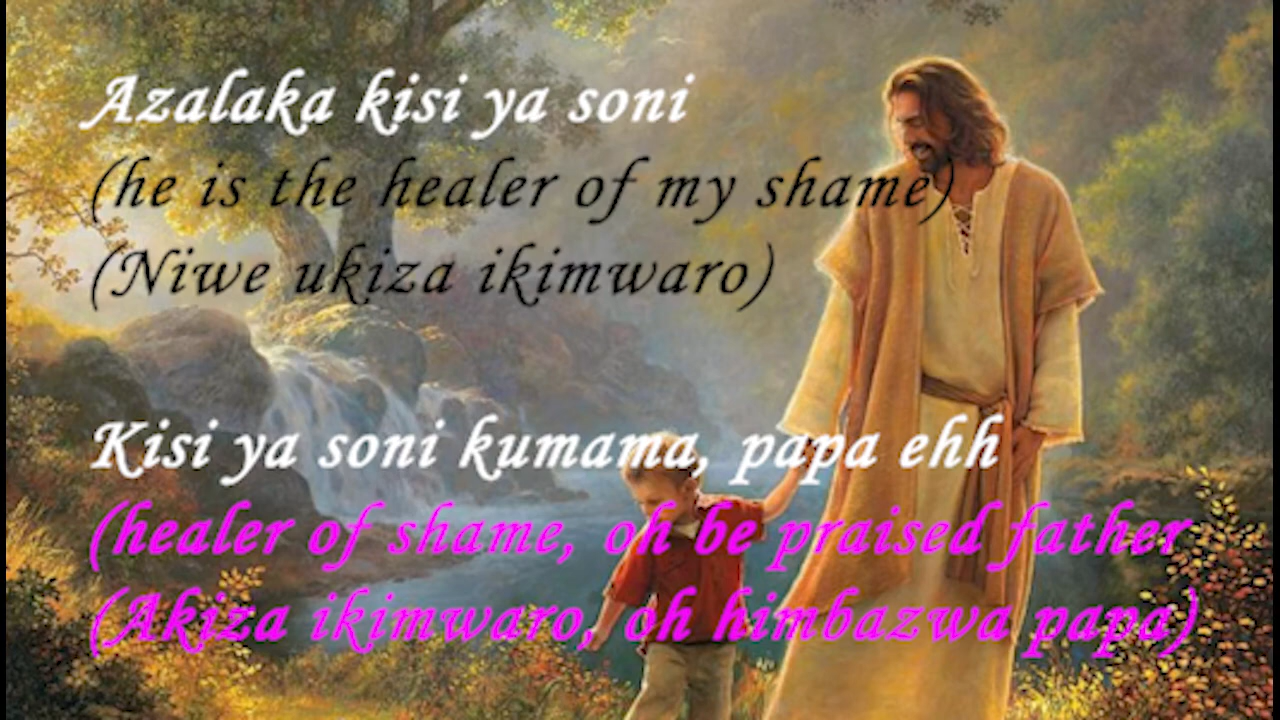 Azalaka kisi ya soni
(he is the healer of my shame)
(Niwe ukiza ikimwaro)
Kisi ya soni kumama, papa ehh
(healer of shame, oh be praised father
(Akiza ikimwaro, oh himbazwa papa)